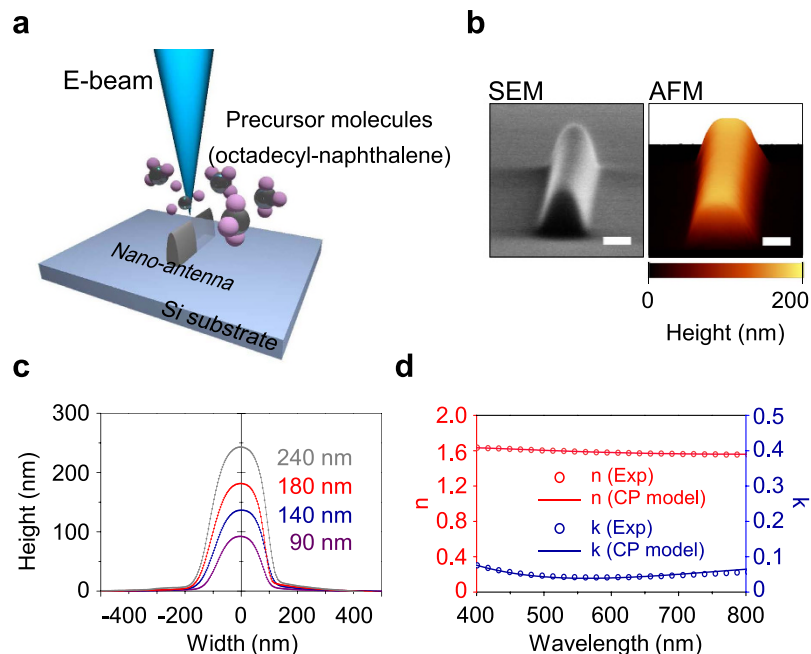 a
E-beam
Precursor molecules
(octadecyl-naphthalene)
Nano-antenna
Si substrate
b
SEM
AFM
0
200
Height (nm)
c
300
200
100
0
Height (nm)
240 nm
180 nm
140 nm
90 nm
-400 -200 0 200 400
Width (nm)
d
2.0
1.6
1.2
0.8
0.4
0
n
n (Exp)
n (CP model)
k (Exp)
k (CP model)
0.5
0.4
0.3
0.2
0.1
0
k
400 500 600 700 800
Wavelength (nm)